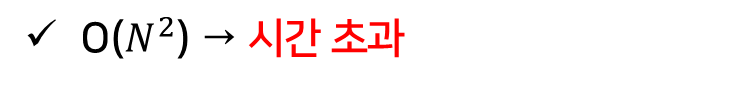 ✓ O(N²) → 시간 초과